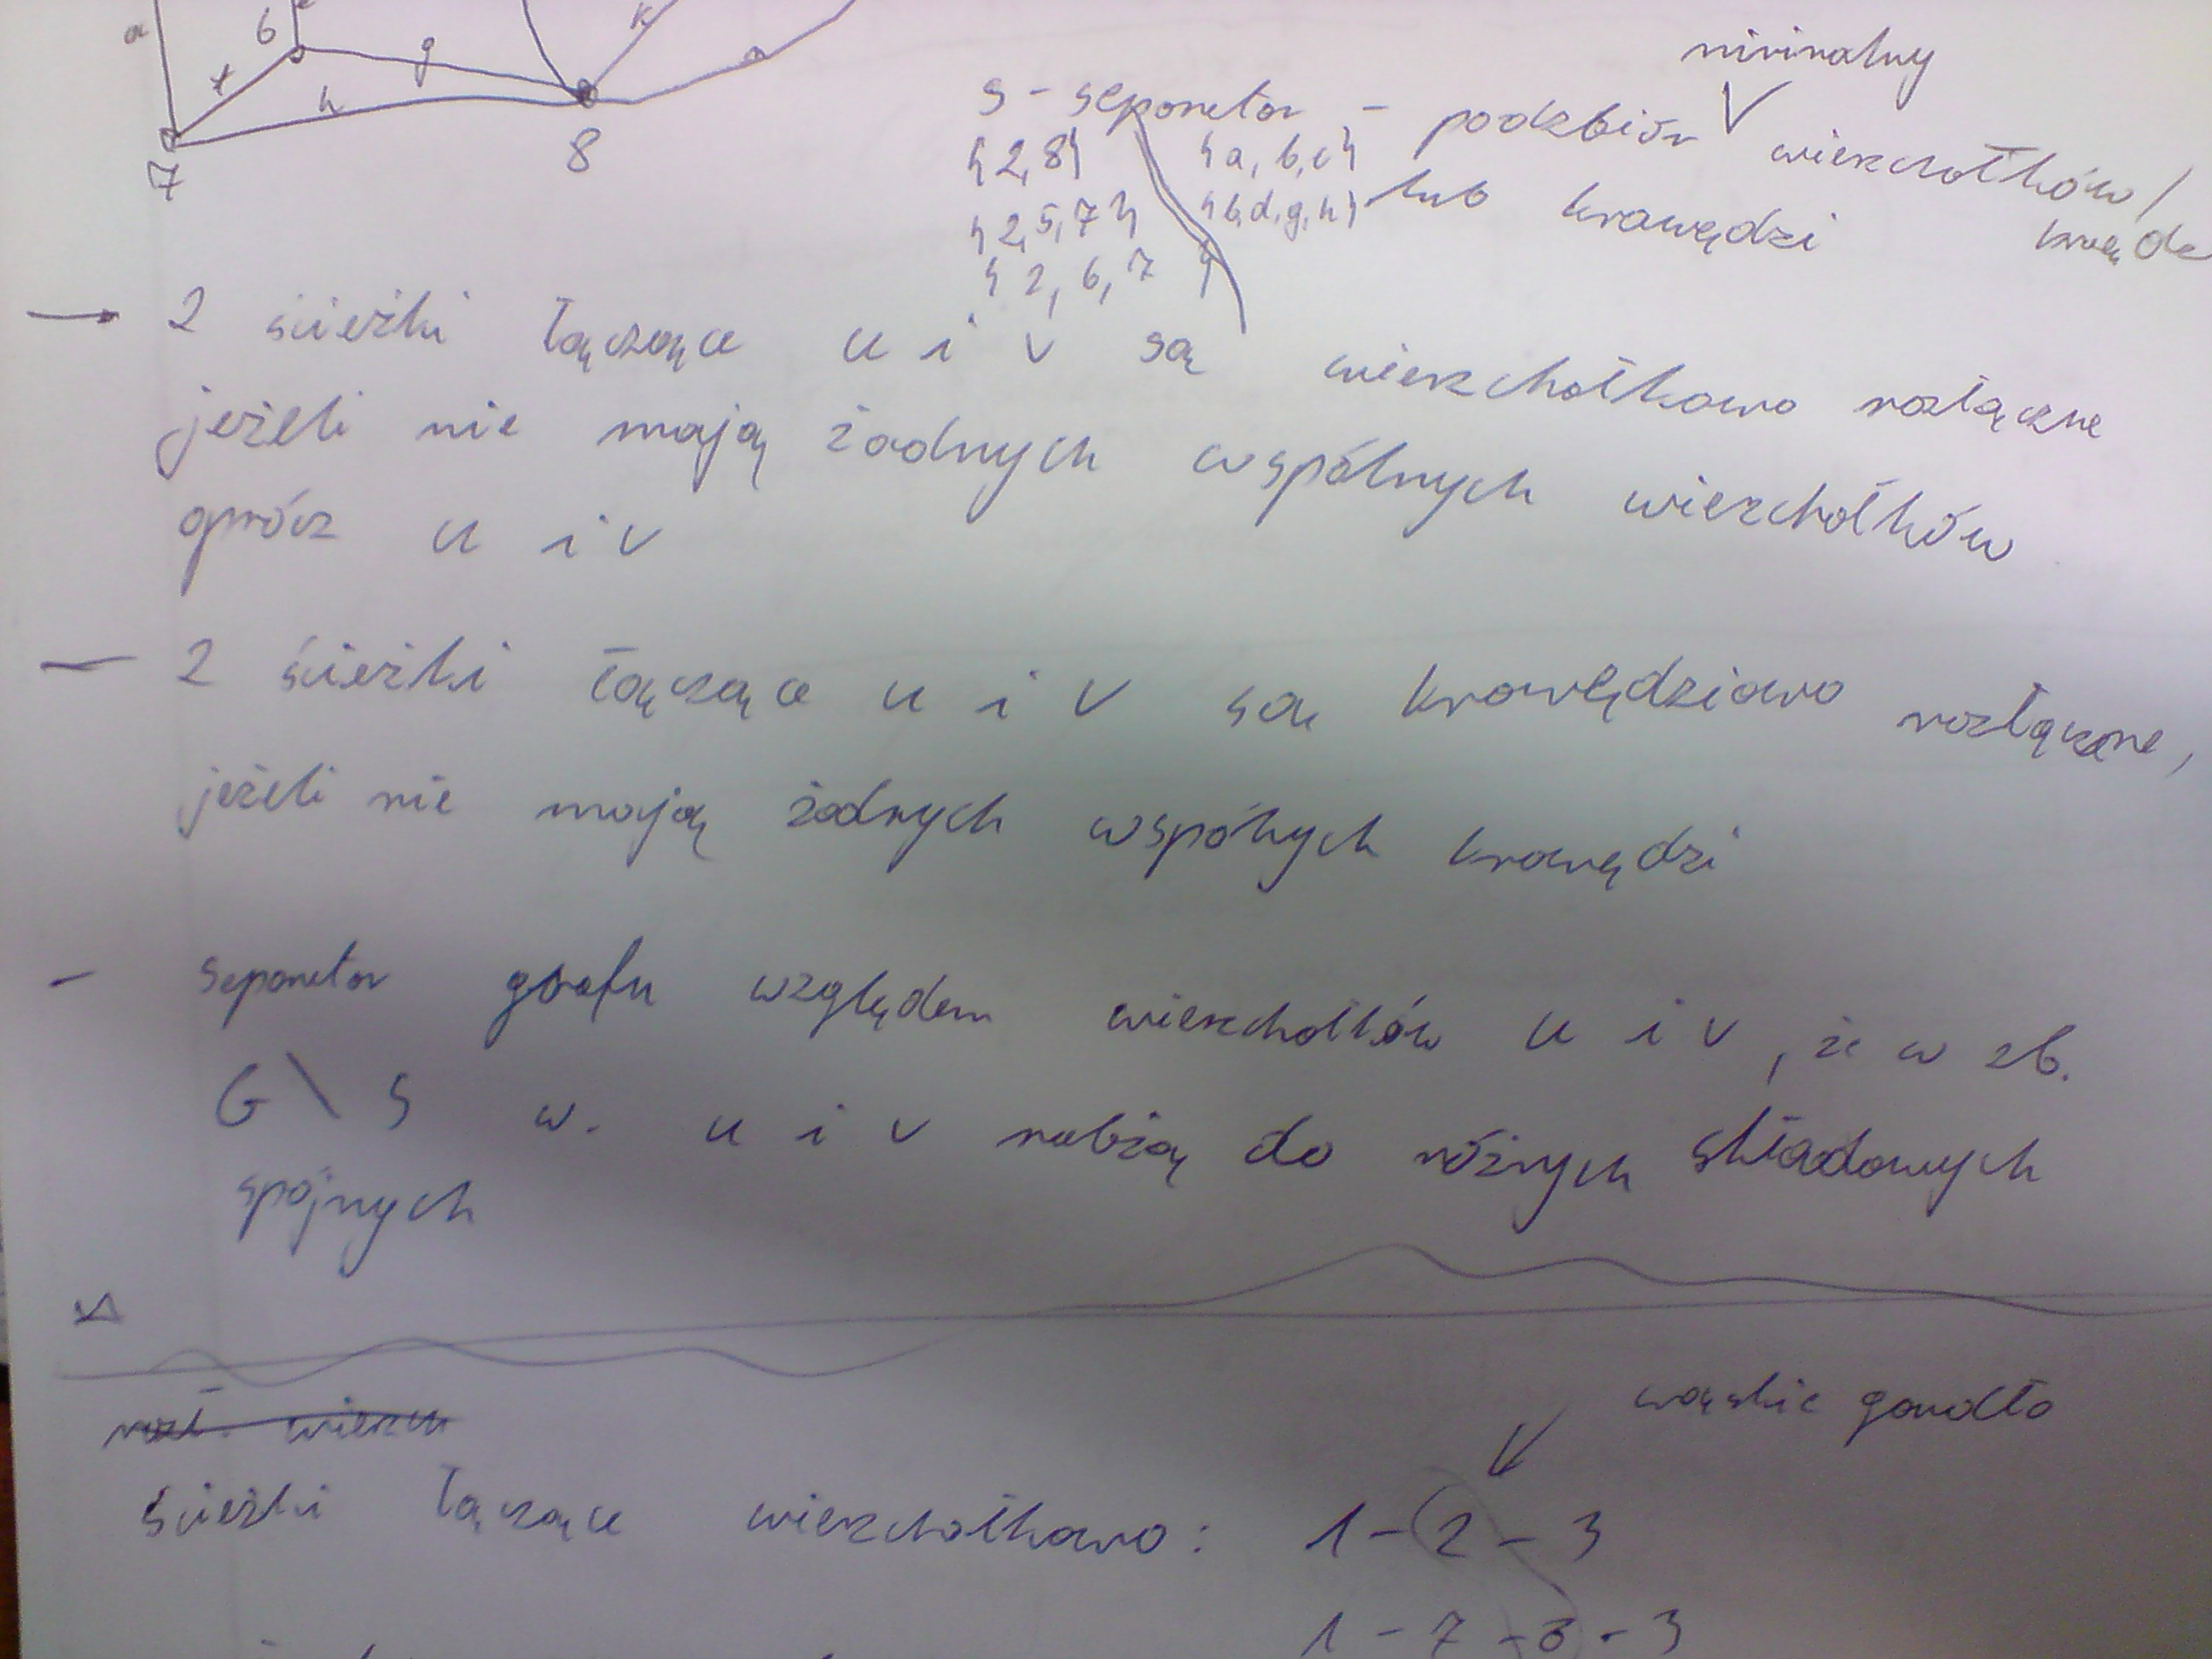 a
6
k
f
g
h
7
8
minimalny
S - separator - podzbiór wierzchołków /
{2, 8} {a, b, c} lub krawędzi
{2, 5, 7} {b, d, g, h}
{2, 6, 7}
→ 2 ścieżki łączące u i v są wierzchołkowo rozłączne
jeżeli nie mają żadnych wspólnych wierzchołków
oprócz u i v
— 2 ścieżki łączące u i v są krawędziowo rozłączne,
jeżeli nie mają żadnych wspólnych krawędzi
- separator grafu względem wierzchołków u i v, że w zb.
G \ S w. u i v należą do różnych składowych
spójnych
rozł. wierzch
wąskie gardło
ścieżki łączące wierzchołkowo: 1 - 2 - 3
1 - 7 - 8 - 3